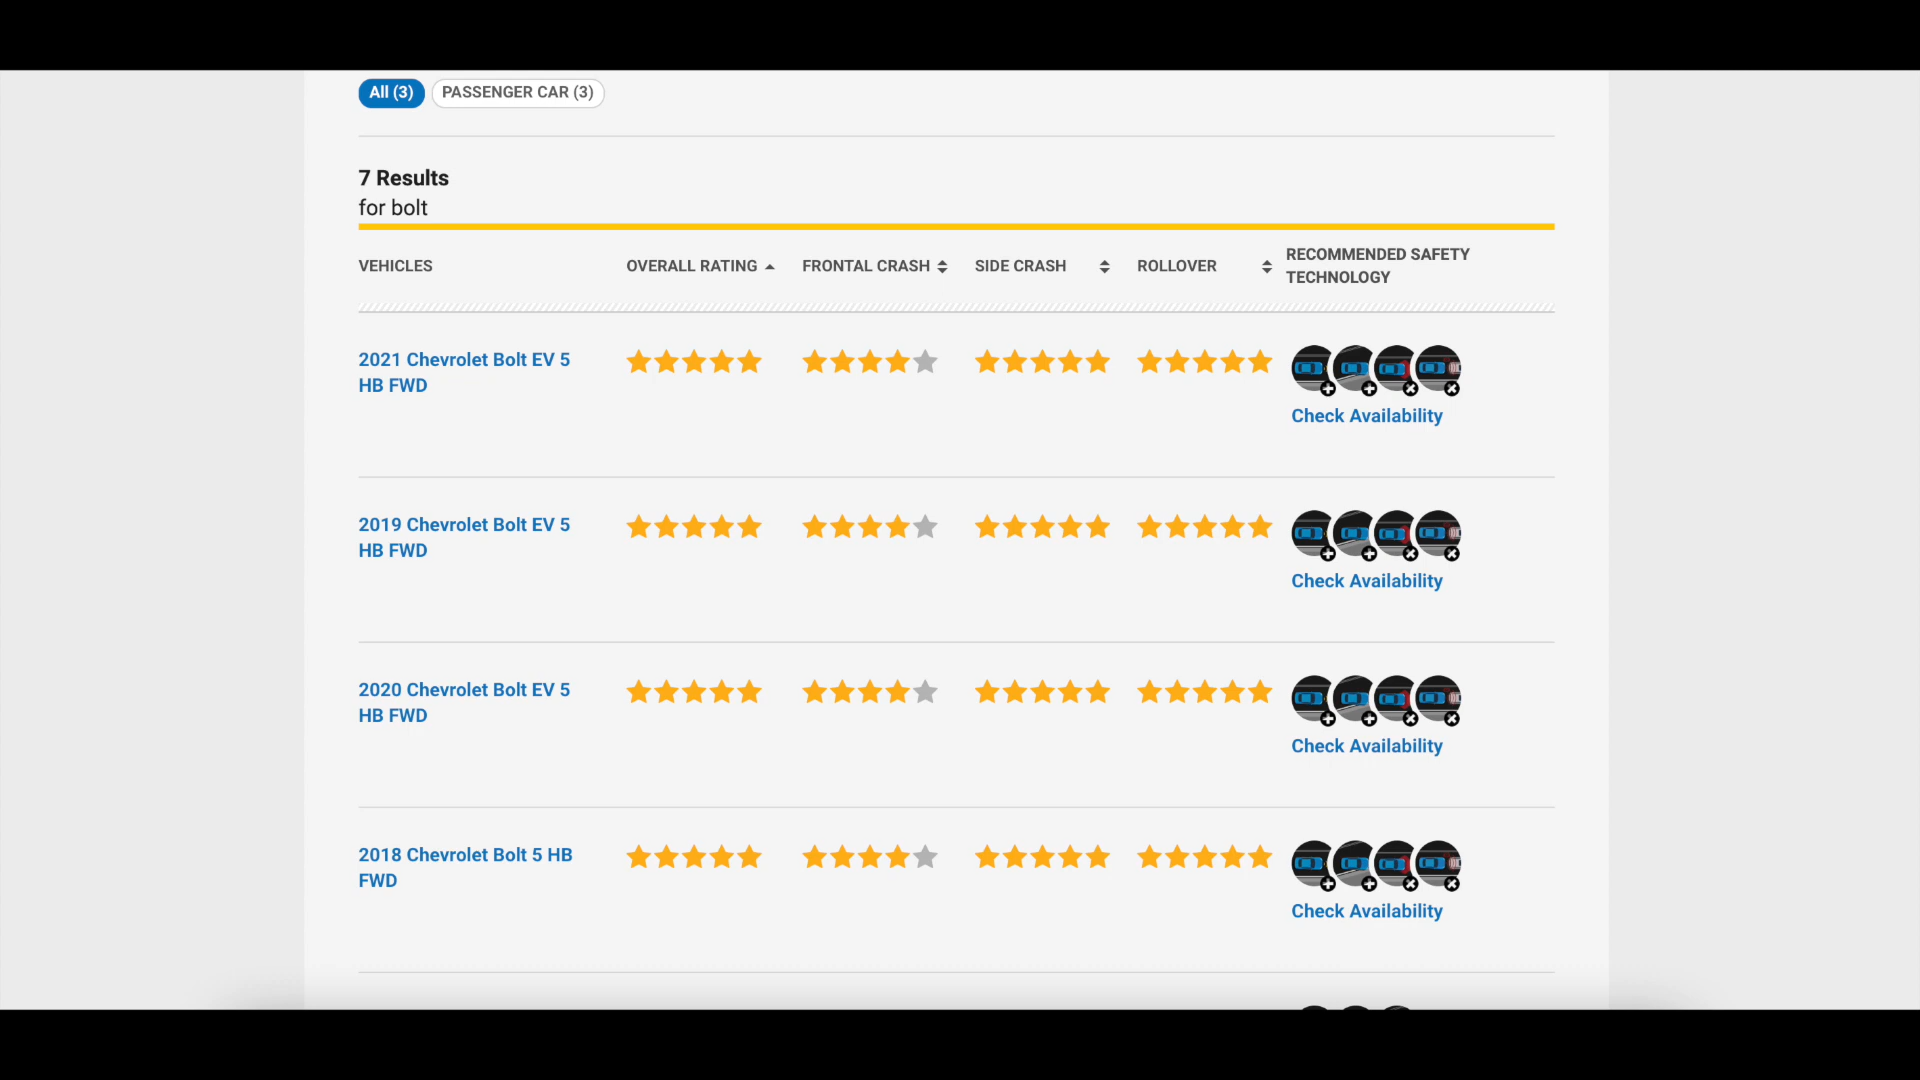 All (3) PASSENGER CAR (3)
7 Results
for bolt
VEHICLES OVERALL RATING FRONTAL CRASH SIDE CRASH ROLLOVER RECOMMENDED SAFETY
TECHNOLOGY
2021 Chevrolet Bolt EV 5
HB FWD
Check Availability
2019 Chevrolet Bolt EV 5
HB FWD
Check Availability
2020 Chevrolet Bolt EV 5
HB FWD
Check Availability
2018 Chevrolet Bolt 5 HB
FWD
Check Availability